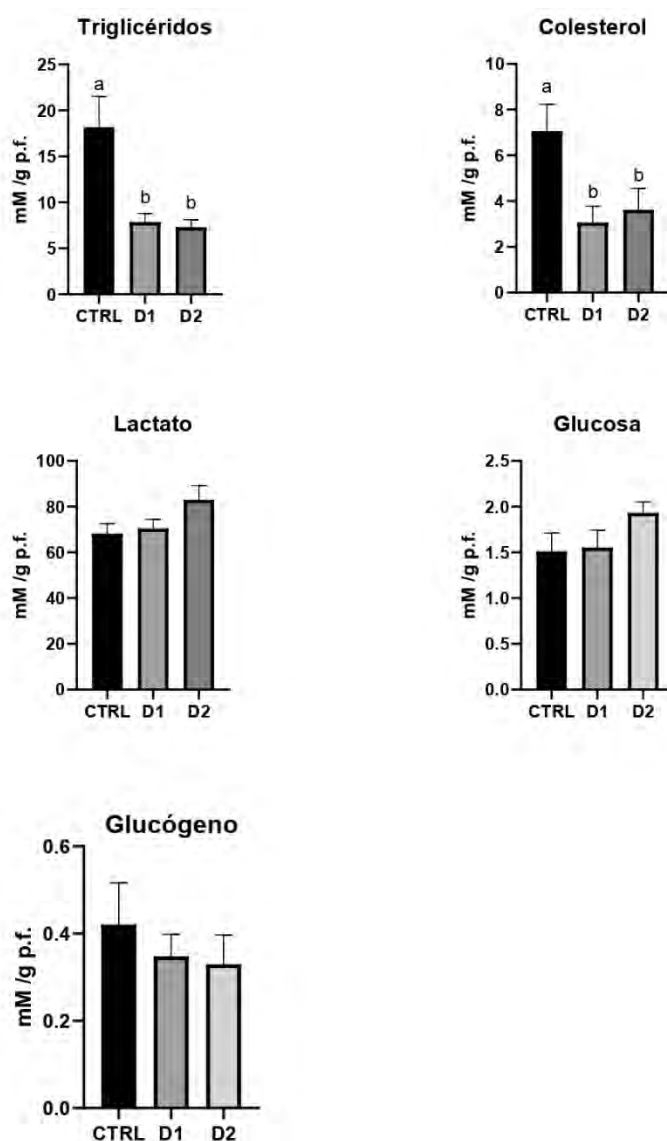 Triglicéridos
25
20
15
10
5
0
mM /g p.f.
a
b
b
CTRL D1 D2
Colesterol
10
8
6
4
2
0
mM /g p.f.
a
b
b
CTRL D1 D2
Lactato
100
80
60
40
20
0
mM /g p.f.
CTRL D1 D2
Glucosa
2.5
2.0
1.5
1.0
0.5
0.0
mM /g p.f.
CTRL D1 D2
Glucógeno
0.6
0.4
0.2
0.0
mM /g p.f.
CTRL D1 D2